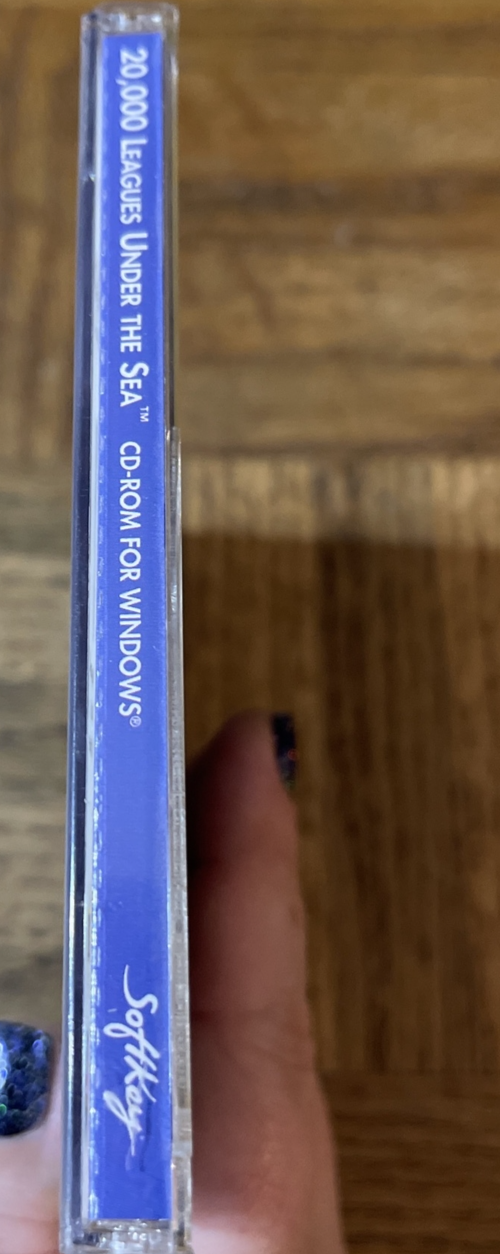 20,000 LEAGUES UNDER THE SEA™ CD-ROM FOR WINDOWS®
SoftKey